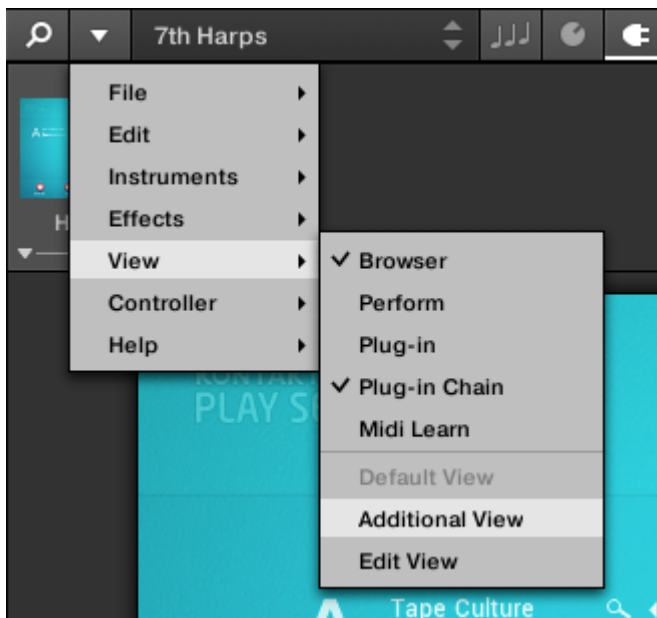 7th Harps
File
Edit
Instruments
Effects
View
Controller
Help
Browser
Perform
Plug-in
Plug-in Chain
Midi Learn
Default View
Additional View
Edit View
KONTAKT
PLAY
Tape Culture